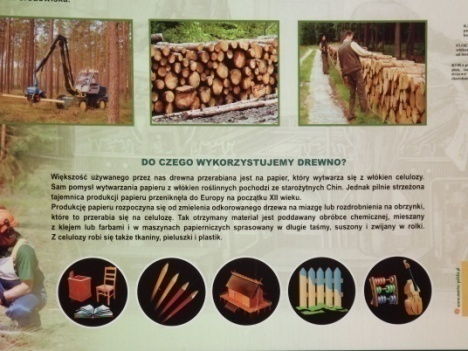 DO CZEGO WYKORZYSTUJEMY DREWNO?
Większość używanego przez nas drewna przerabiana jest na papier, który wytwarza się z włókien celulozy.
Sam pomysł wytwarzania papieru z włókien roślinnych pochodzi ze starożytnych Chin. Jednak pilnie strzeżona
tajemnica produkcji papieru przeniknęła do Europy na początku XII wieku.
Produkcję papieru rozpoczyna się od zmielenia odkorowanego drzewa na miazgę lub rozdrobnienia na obrzynki,
które to przerabia się na celulozę. Tak otrzymany materiał jest poddawany obróbce chemicznej, mieszany
z klejem lub farbami i w maszynach papierniczych sprasowany w długie taśmy, suszony i zwijany w rolki.
Z celulozy robi się także tkaniny, pieluszki i plastik.